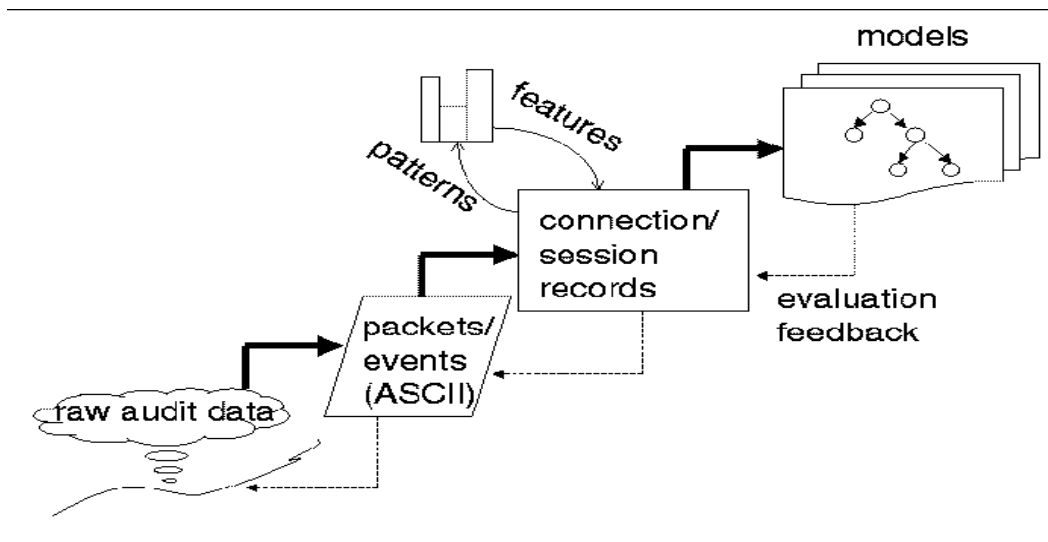 models
features
patterns
connection/
session
records
evaluation
feedback
packets/
events
(ASCII)
raw audit data